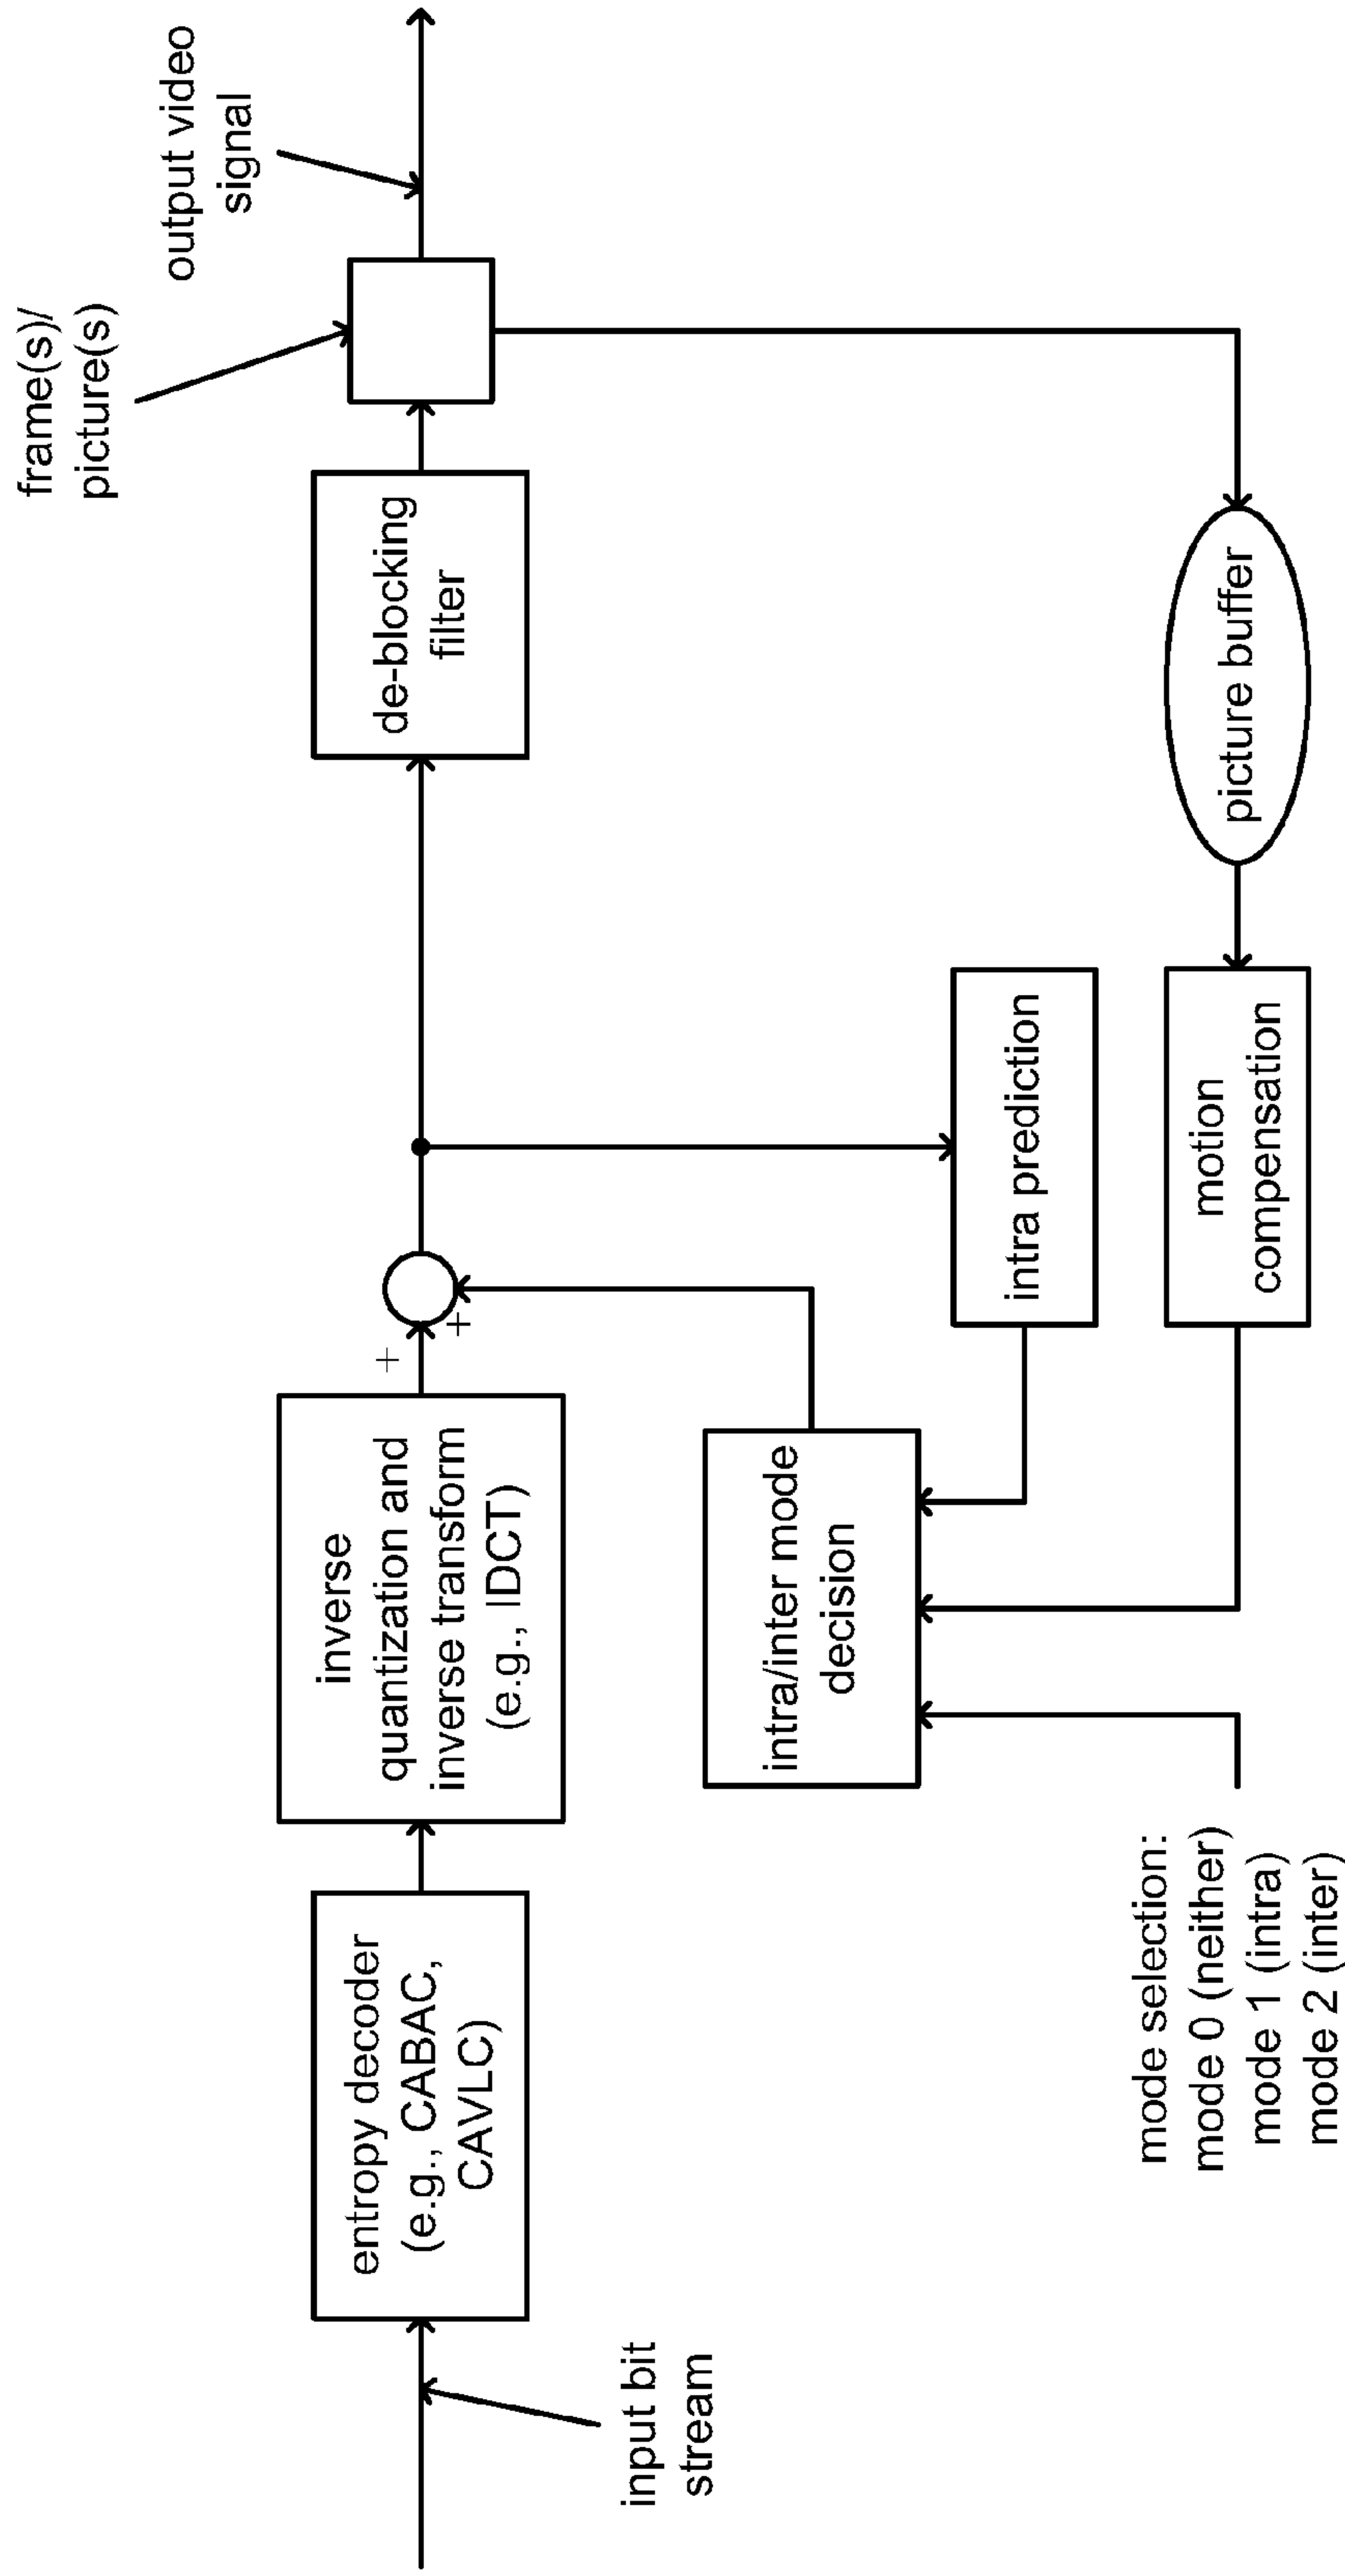 input bit
stream
entropy decoder
(e.g., CABAC,
CAVLC)
inverse
quantization and
inverse transform
(e.g., IDCT)
+
+
de-blocking
filter
frame(s)/
picture(s)
output video
signal
intra/inter mode
decision
intra prediction
motion
compensation
picture buffer
mode selection:
mode 0 (neither)
mode 1 (intra)
mode 2 (inter)